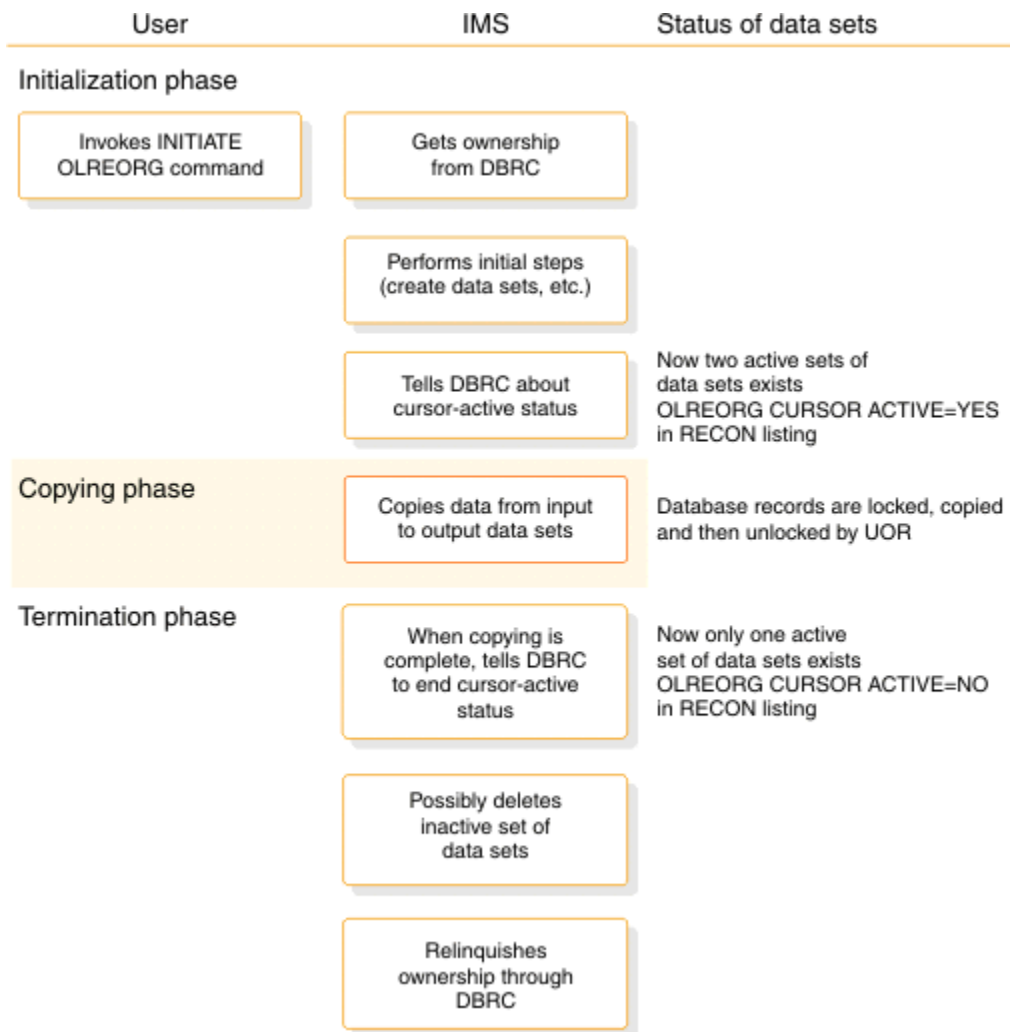 User
IMS
Status of data sets
Initialization phase
Invokes INITIATE
OLREORG command
Gets ownership
from DBRC
Performs initial steps
(create data sets, etc.)
Tells DBRC about
cursor-active status
Now two active sets of
data sets exists
OLREORG CURSOR ACTIVE=YES
in RECON listing
Copying phase
Copies data from input
to output data sets
Database records are locked, copied
and then unlocked by UOR
Termination phase
When copying is
complete, tells DBRC
to end cursor-active
status
Now only one active
set of data sets exists
OLREORG CURSOR ACTIVE=NO
in RECON listing
Possibly deletes
inactive set of
data sets
Relinquishes
ownership through
DBRC